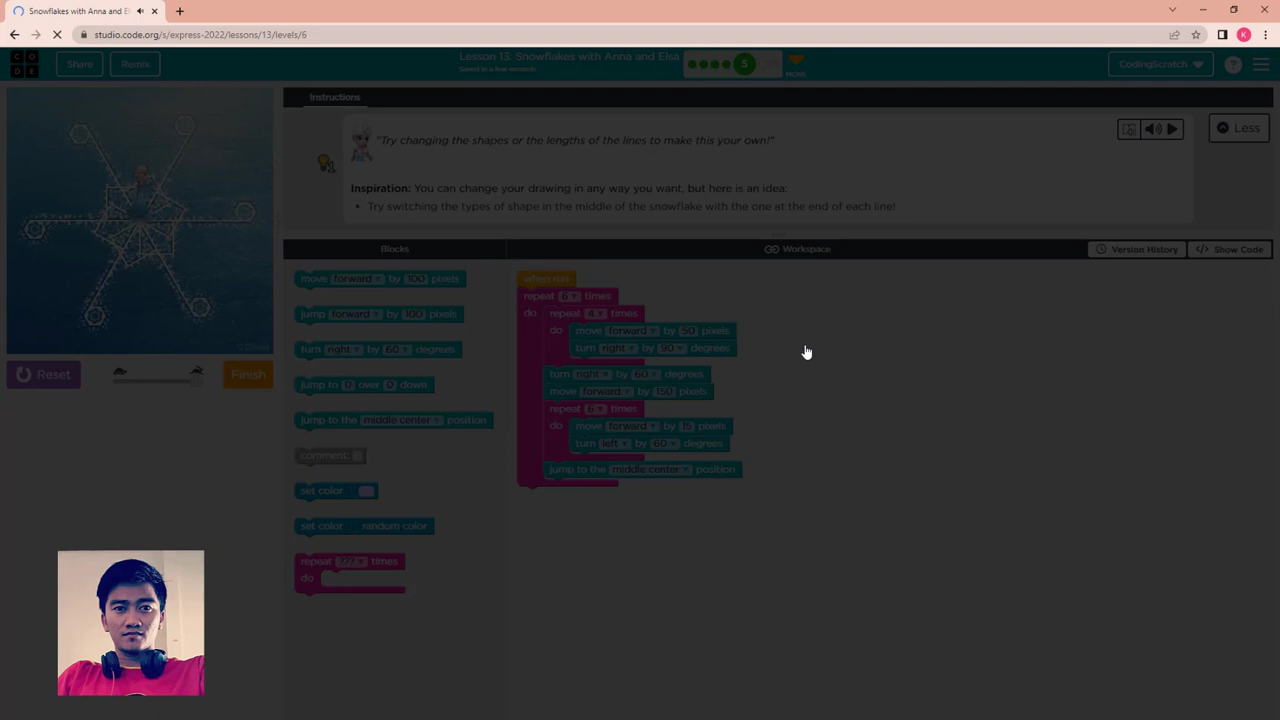 Snowflakes with Anna and El
studio.code.org/s/express-2022/lessons/13/levels/6
K
C O
D E
Share
Remix
Lesson 13: Snowflakes with Anna and Elsa
Saved to a few seconds
5
MORE
CodingScratch
?
Instructions
"Try changing the shapes or the lengths of the lines to make this your own!"
1
Inspiration: You can change your drawing in any way you want, but here is an idea:
• Try switching the types of shape in the middle of the snowflake with the one at the end of each line!
Less
Reset
Finish
Blocks
Workspace
Version History
Show Code
move forward by 100 pixels
jump forward by 100 pixels
turn right by 60 degrees
jump to 0 over 0 down
jump to the middle center position
comment:
set color
set color random color
repeat ??? times
do
when run
repeat 6 times
do repeat 4 times
do move forward by 50 pixels
turn right by 90 degrees
turn right by 60 degrees
move forward by 150 pixels
repeat 6 times
do move forward by 15 pixels
turn left by 60 degrees
jump to the middle center position